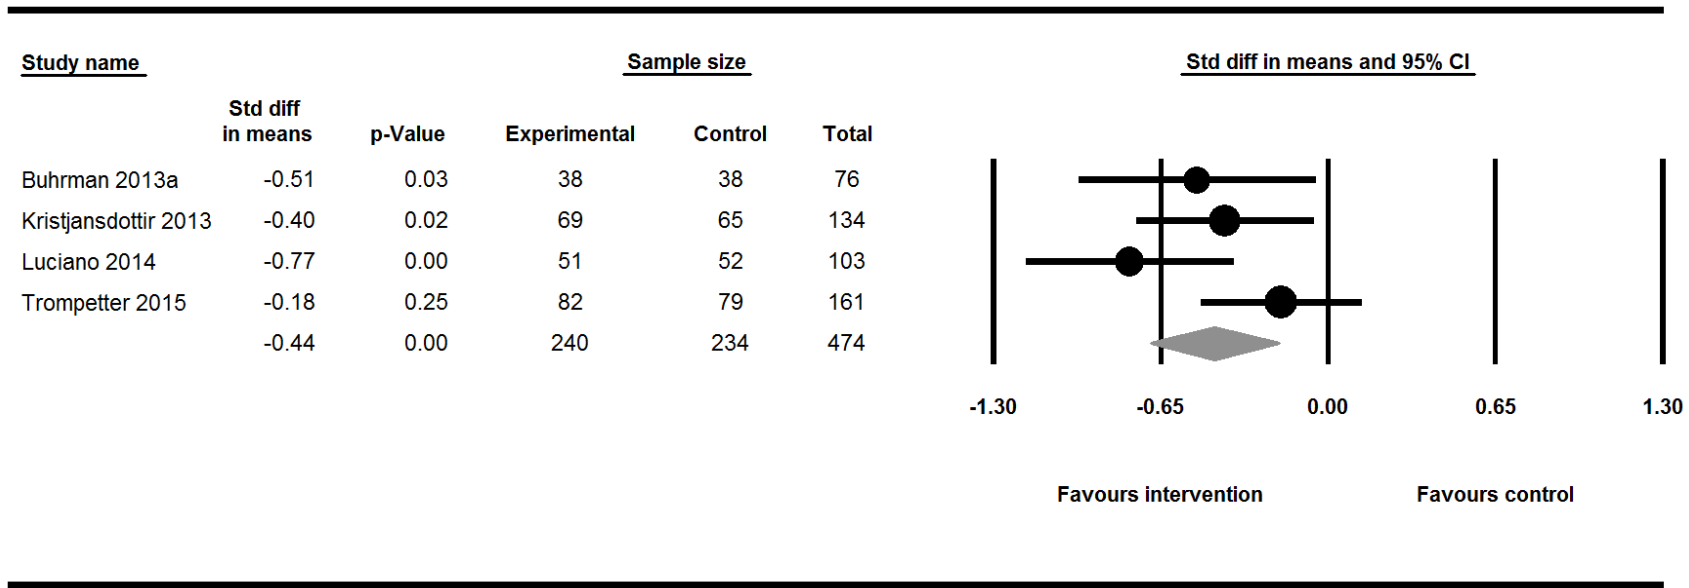 Study name Sample size Std diff in means and 95% CI
Std diff
in means p-Value Experimental Control Total
Buhrman 2013a -0.51 0.03 38 38 76
Kristjansdottir 2013 -0.40 0.02 69 65 134
Luciano 2014 -0.77 0.00 51 52 103
Trompetter 2015 -0.18 0.25 82 79 161
-0.44 0.00 240 234 474
-1.30 -0.65 0.00 0.65 1.30
Favours intervention Favours control